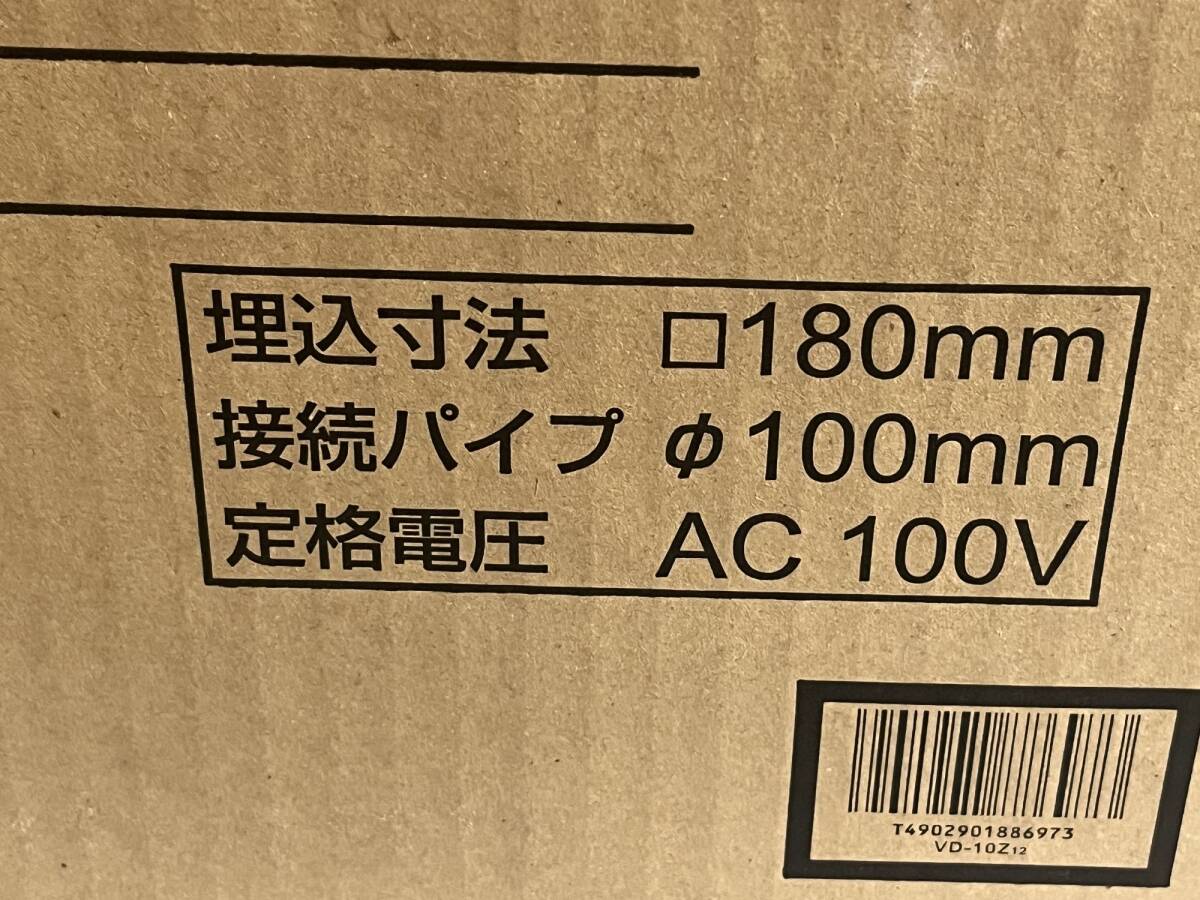 埋込寸法 □180mm
接続パイプ φ100mm
定格電圧 AC 100V
T4902901886973
VD-10Z12